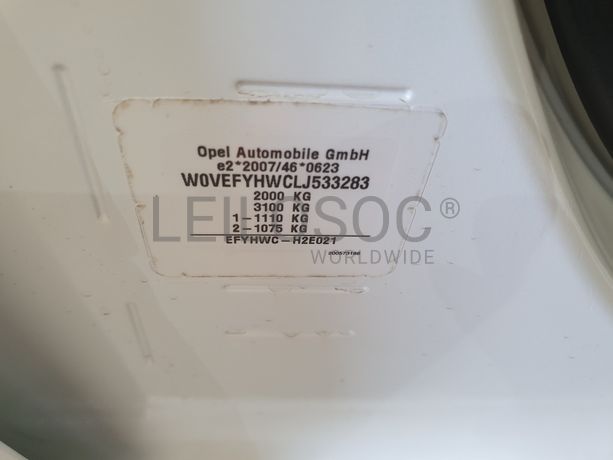 Opel Automobile GmbH
e2*2007/46*0623
W0VEFYHWCLJ533283
2000 KG
3100 KG
1-1110 KG
2-1075 KG
EFYHWC-H2E021
LEILOSOC®
WORLDWIDE